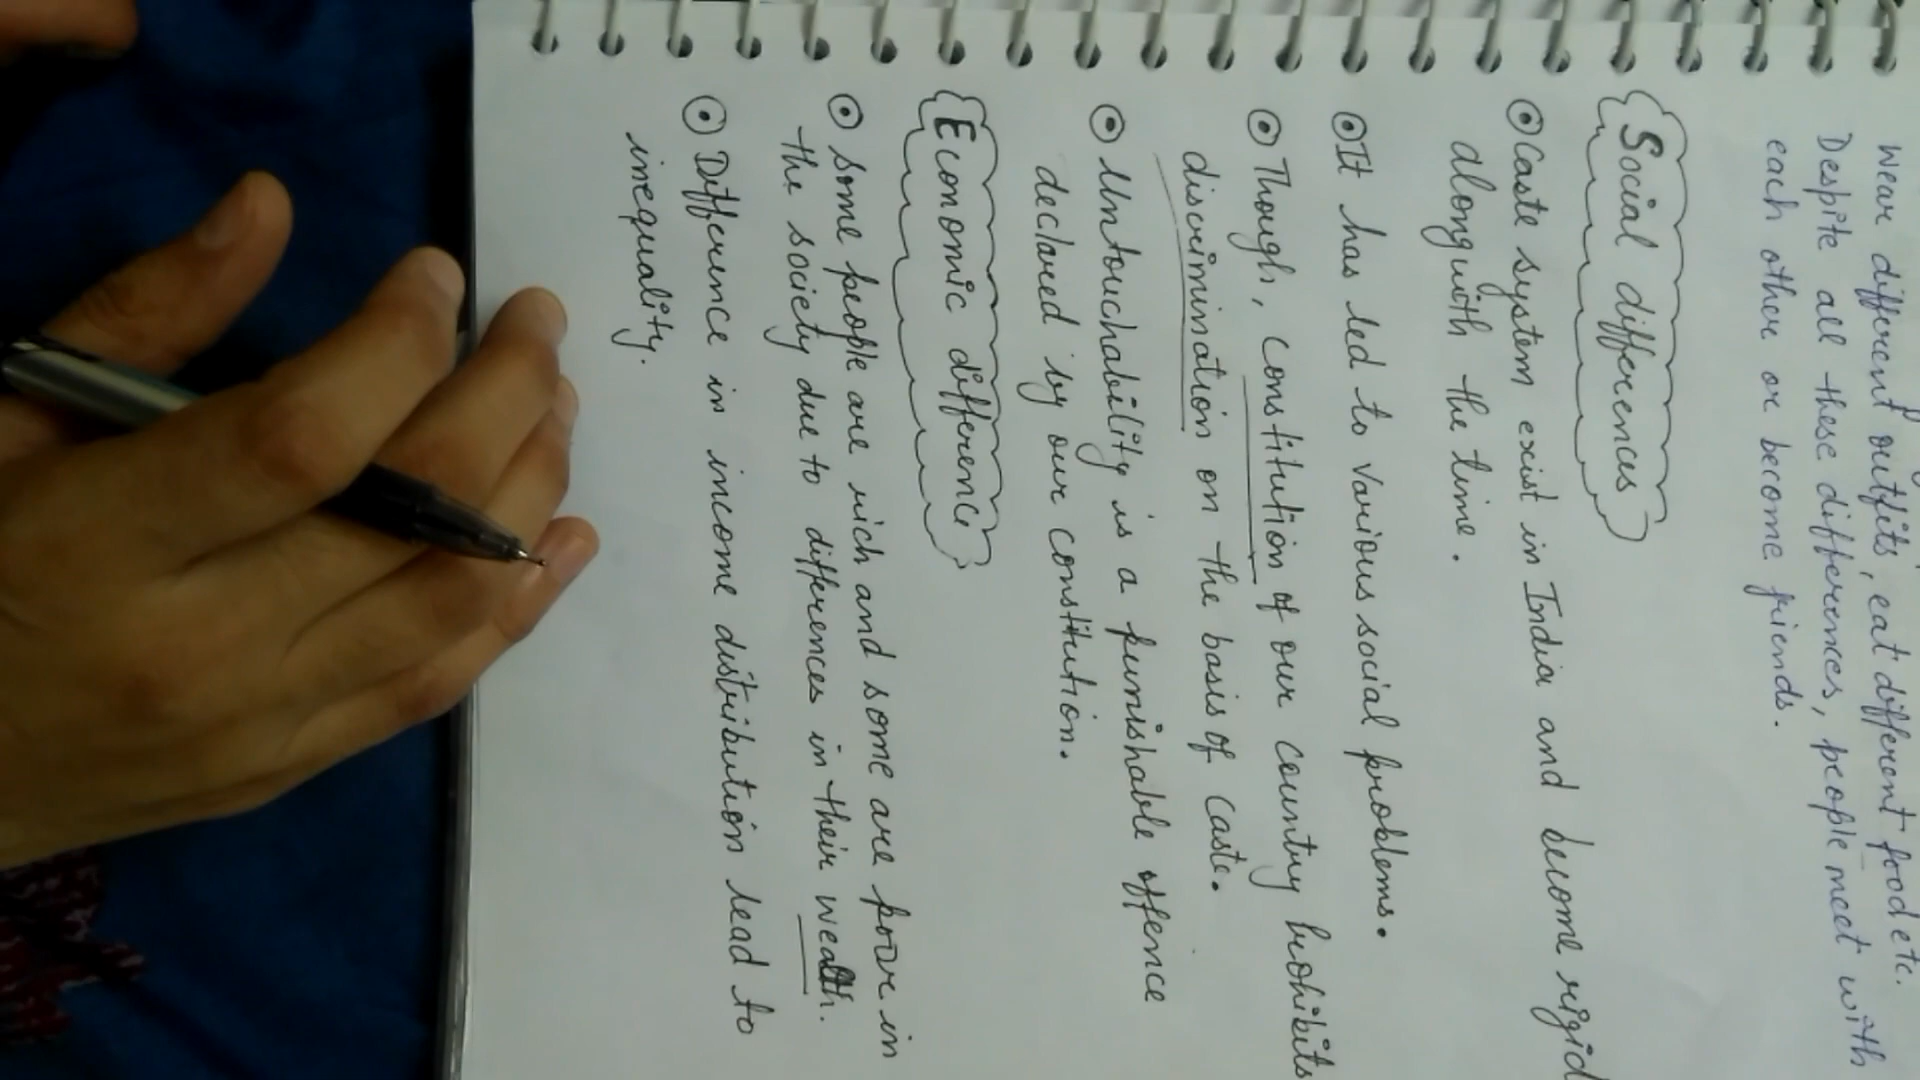 wear different outfits, eat different food etc.
Despite all these differences, people meet with
each other or become friends.
Social differences
Caste system exist in India and become rigid
alongwith the time.
It has led to various social problems.
Though, constitution of our country prohibits
discrimination on the basis of caste.
Untouchability is a punishable offence
declared by our constitution.
Economic difference
Some people are rich and some are poor in
the society due to differences in their wealth.
Difference in income distribution lead to
inequality.